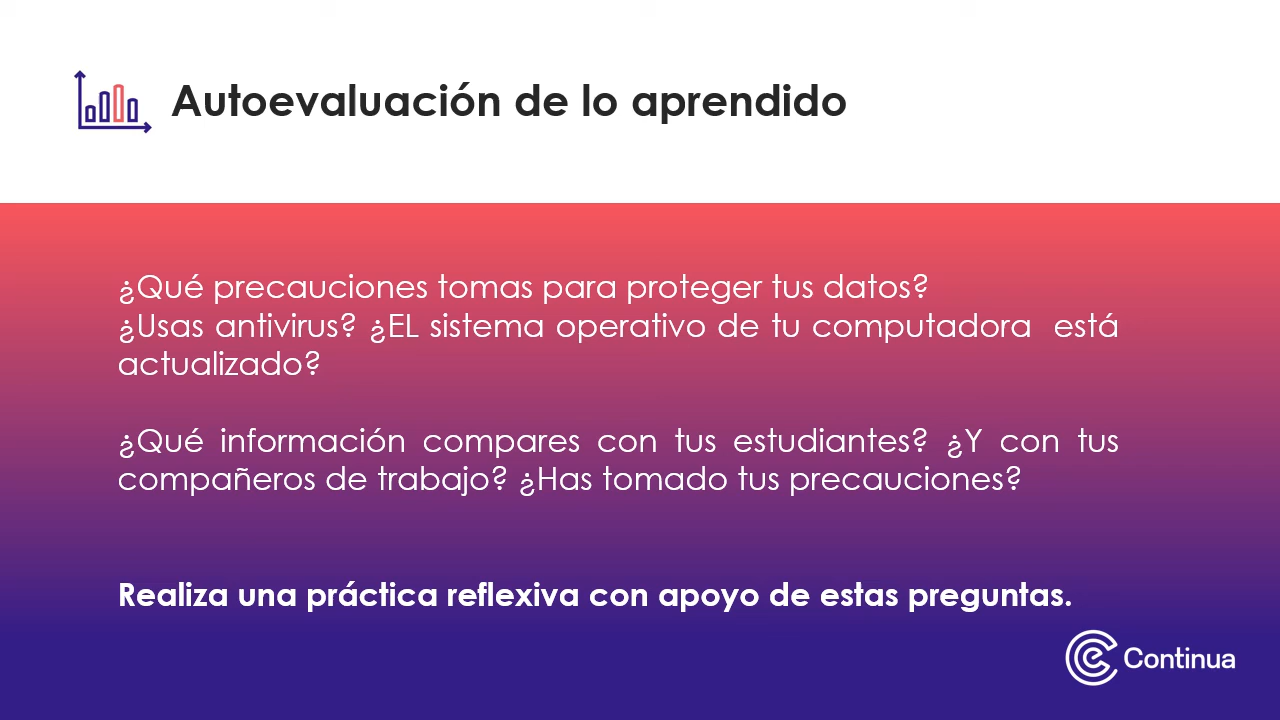 Autoevaluación de lo aprendido
¿Qué precauciones tomas para proteger tus datos?
¿Usas antivirus? ¿EL sistema operativo de tu computadora  está
actualizado?
¿Qué información compares con tus estudiantes? ¿Y con tus
compañeros de trabajo? ¿Has tomado tus precauciones?
Realiza una práctica reflexiva con apoyo de estas preguntas.
Continua